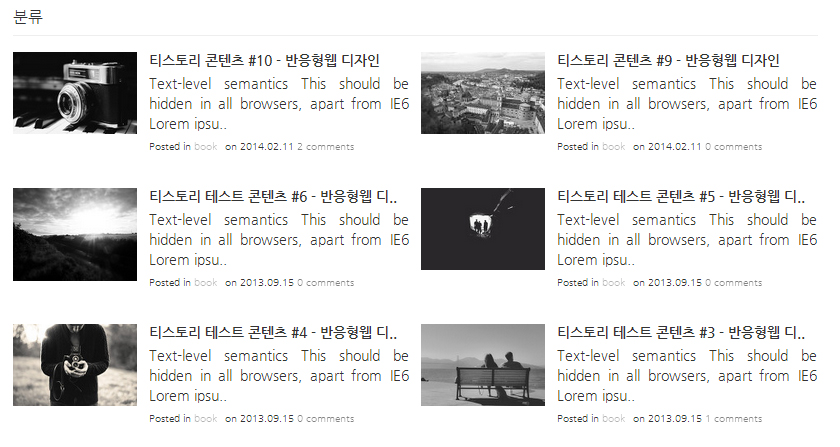 분류
티스토리 콘텐츠 #10 - 반응형웹 디자인
Text-level semantics This should be
hidden in all browsers, apart from IE6
Lorem ipsu..
Posted in book on 2014.02.11 2 comments
티스토리 콘텐츠 #9 - 반응형웹 디자인
Text-level semantics This should be
hidden in all browsers, apart from IE6
Lorem ipsu..
Posted in book on 2014.02.11 0 comments
티스토리 테스트 콘텐츠 #6 - 반응형웹 디..
Text-level semantics This should be
hidden in all browsers, apart from IE6
Lorem ipsu..
Posted in book on 2013.09.15 0 comments
티스토리 테스트 콘텐츠 #5 - 반응형웹 디..
Text-level semantics This should be
hidden in all browsers, apart from IE6
Lorem ipsu..
Posted in book on 2013.09.15 0 comments
티스토리 테스트 콘텐츠 #4 - 반응형웹 디..
Text-level semantics This should be
hidden in all browsers, apart from IE6
Lorem ipsu..
Posted in book on 2013.09.15 0 comments
티스토리 테스트 콘텐츠 #3 - 반응형웹 디..
Text-level semantics This should be
hidden in all browsers, apart from IE6
Lorem ipsu..
Posted in book on 2013.09.15 1 comments